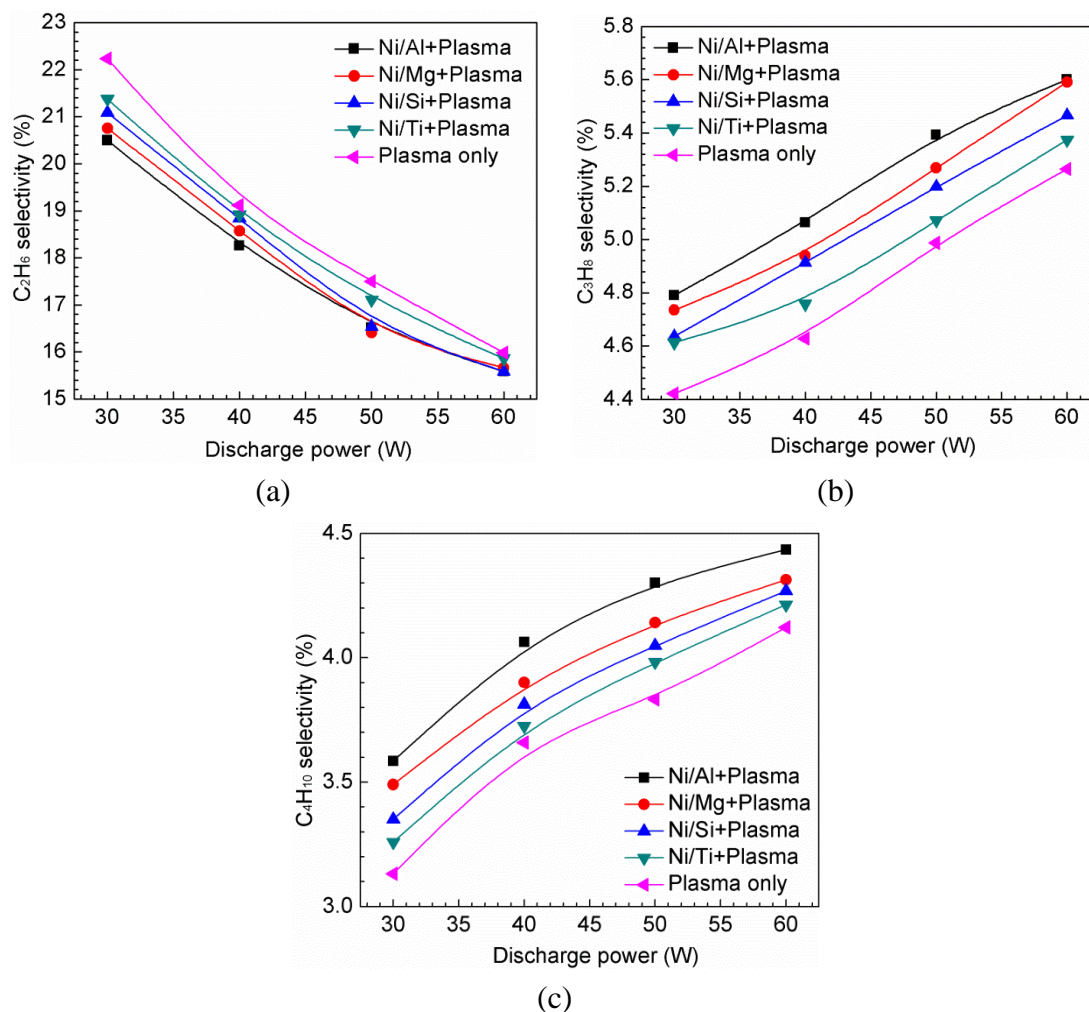 23
22
21
20
19
18
17
16
15
C₂H₆ selectivity (%)
Ni/Al+Plasma
Ni/Mg+Plasma
Ni/Si+Plasma
Ni/Ti+Plasma
Plasma only
30 35 40 45 50 55 60
Discharge power (W)
(a)
5.8
5.6
5.4
5.2
5.0
4.8
4.6
4.4
C₃H₈ selectivity (%)
Ni/Al+Plasma
Ni/Mg+Plasma
Ni/Si+Plasma
Ni/Ti+Plasma
Plasma only
30 35 40 45 50 55 60
Discharge power (W)
(b)
4.5
4.0
3.5
3.0
C₄H₁₀ selectivity (%)
Ni/Al+Plasma
Ni/Mg+Plasma
Ni/Si+Plasma
Ni/Ti+Plasma
Plasma only
30 35 40 45 50 55 60
Discharge power (W)
(c)